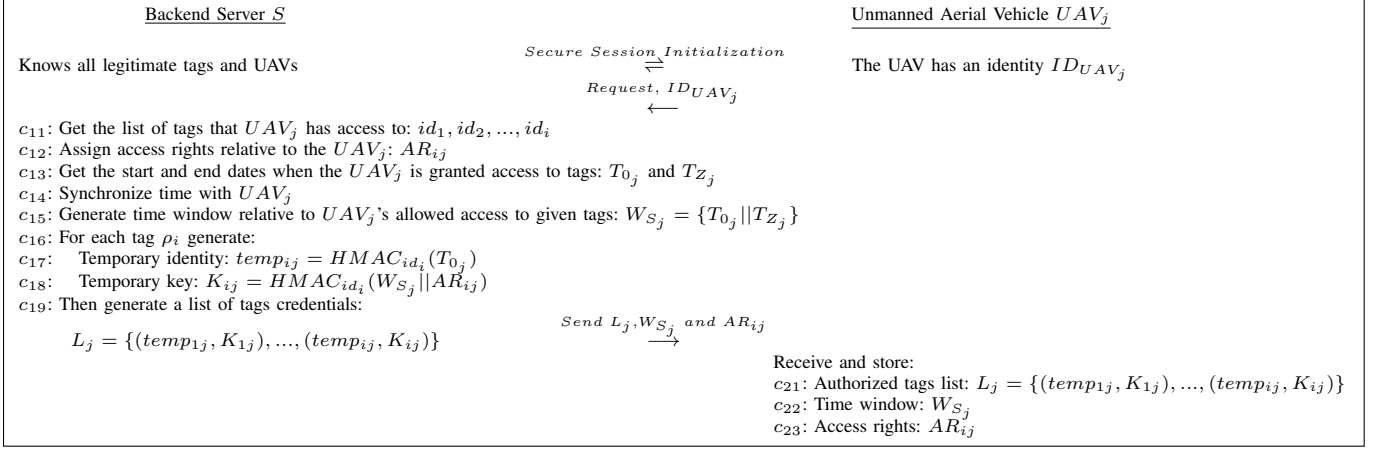 Backend Server S
Unmanned Aerial Vehicle UAV_j
Secure Session Initialization
Knows all legitimate tags and UAVs
⇌
The UAV has an identity ID_{UAV_j}
Request, ID_{UAV_j}
←
c_{11}: Get the list of tags that UAV_j has access to: id_1, id_2, ..., id_i
c_{12}: Assign access rights relative to the UAV_j: AR_{ij}
c_{13}: Get the start and end dates when the UAV_j is granted access to tags: T_{0_j} and T_{Z_j}
c_{14}: Synchronize time with UAV_j
c_{15}: Generate time window relative to UAV_j's allowed access to given tags: W_{S_j} = {T_{0_j}||T_{Z_j}}
c_{16}: For each tag ρ_i generate:
c_{17}: Temporary identity: temp_{ij} = HMAC_{id_i}(T_{0_j})
c_{18}: Temporary key: K_{ij} = HMAC_{id_i}(W_{S_j}||AR_{ij})
c_{19}: Then generate a list of tags credentials:
Send L_j,W_{S_j} and AR_{ij}
L_j = {(temp_{1j}, K_{1j}), ..., (temp_{ij}, K_{ij})}
→
Receive and store:
c_{21}: Authorized tags list: L_j = {(temp_{1j}, K_{1j}), ..., (temp_{ij}, K_{ij})}
c_{22}: Time window: W_{S_j}
c_{23}: Access rights: AR_{ij}